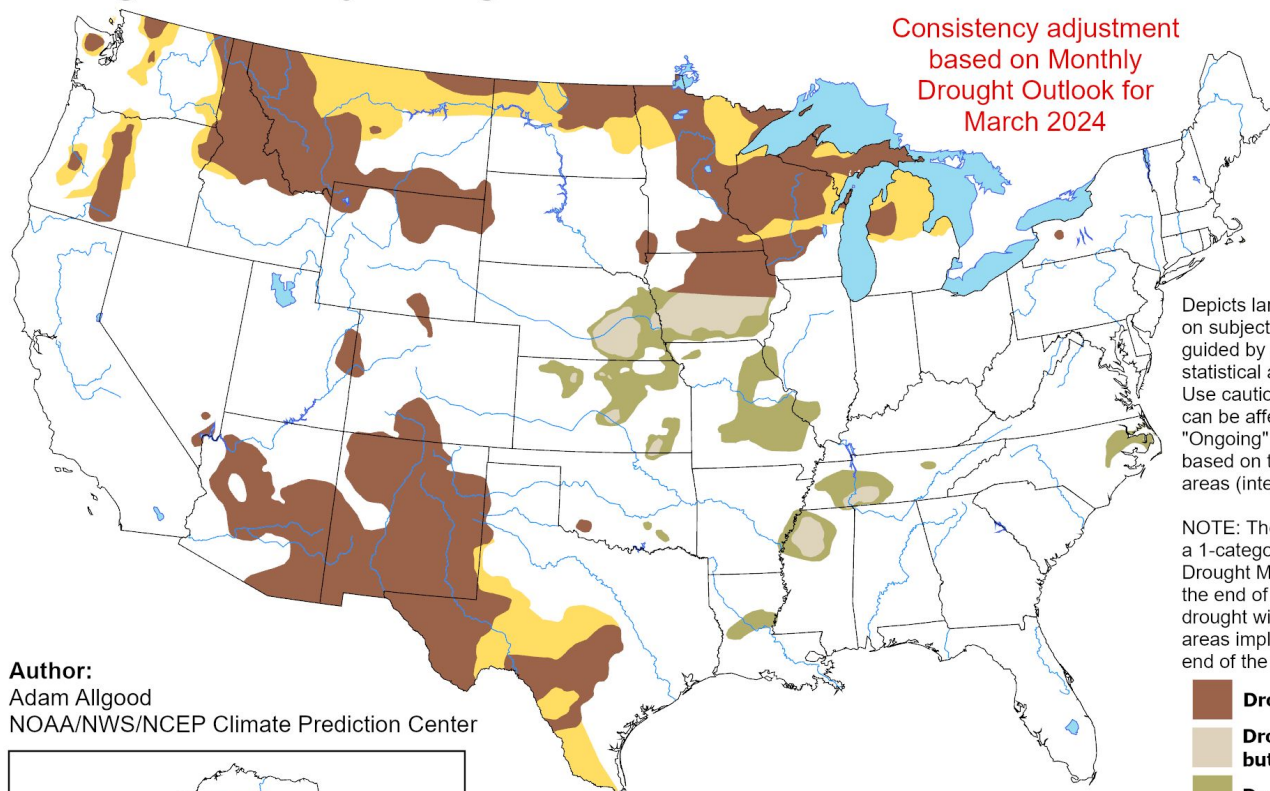 Consistency adjustment
based on Monthly
Drought Outlook for
March 2024
Depicts lar
on subject
guided by
statistical a
Use cautio
can be affe
"Ongoing"
based on t
areas (inte
NOTE: The
a 1-catego
Drought M
the end of
drought wi
areas impl
end of the
Author:
Adam Allgood
NOAA/NWS/NCEP Climate Prediction Center
Dro
Dro
but